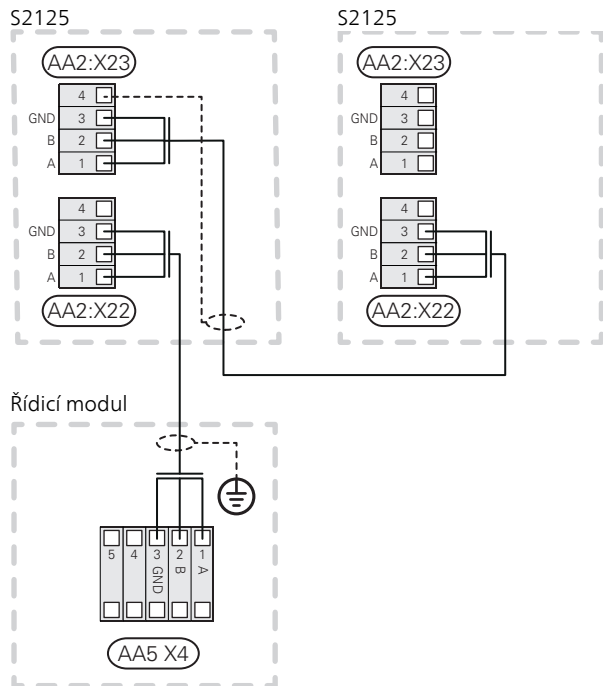 S2125
AA2:X23
4
GND 3
B 2
A 1
4
GND 3
B 2
A 1
AA2:X22
S2125
AA2:X23
4
GND 3
B 2
A 1
4
GND 3
B 2
A 1
AA2:X22
Řídicí modul
5 4 3 2 1
GND B A
AA5 X4